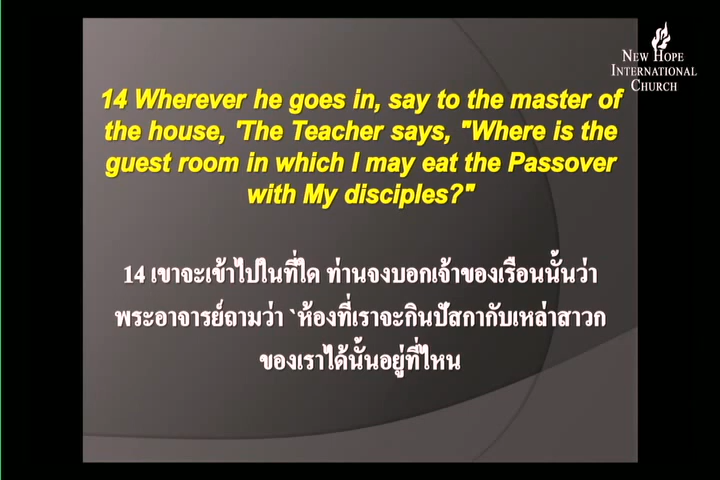 NEW HOPE
INTERNATIONAL
CHURCH
14 Wherever he goes in, say to the master of
the house, 'The Teacher says, "Where is the
guest room in which I may eat the Passover
with My disciples?"
14 เขาจะเข้าไปในที่ใด ท่านจงบอกเจ้าของเรือนนั้นว่า
พระอาจารย์ถามว่า `ห้องที่เราจะกินปัสกากับเหล่าสาวก
ของเราได้นั้นอยู่ที่ไหน